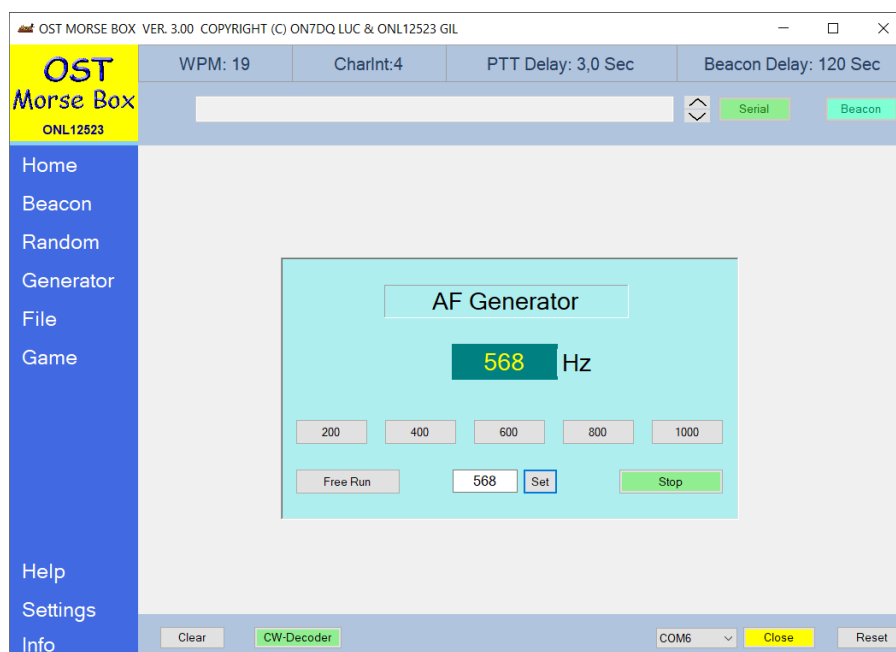 OST MORSE BOX VER. 3.00 COPYRIGHT (C) ON7DQ LUC & ONL12523 GIL
OST
Morse Box
ONL12523
WPM: 19 CharInt:4 PTT Delay: 3,0 Sec Beacon Delay: 120 Sec
Serial Beacon
Home
Beacon
Random
Generator
File
Game
Help
Settings
Info
AF Generator
568 Hz
200 400 600 800 1000
Free Run 568 Set Stop
Clear CW-Decoder COM6 Close Reset